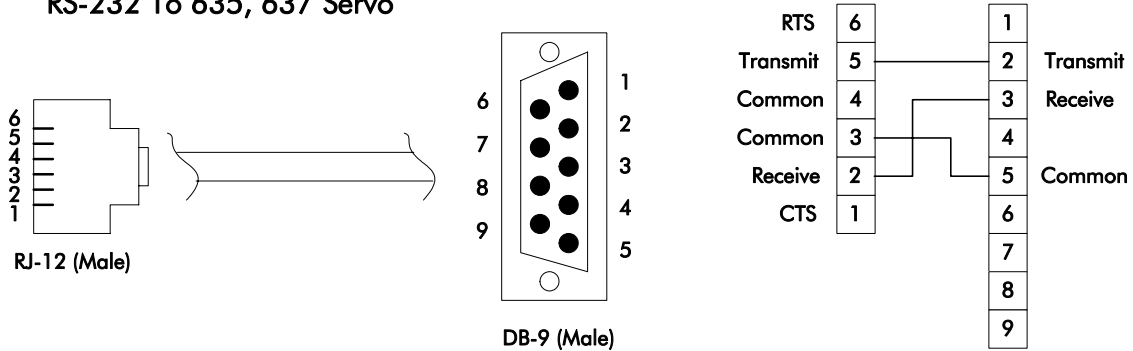 RS-232 To 635, 637 Servo
6
5
4
3
2
1
RJ-12 (Male)
6
7
8
9
1
2
3
4
5
DB-9 (Male)
RTS 6
Transmit 5
Common 4
Common 3
Receive 2
CTS 1
1
2 Transmit
3 Receive
4
5 Common
6
7
8
9